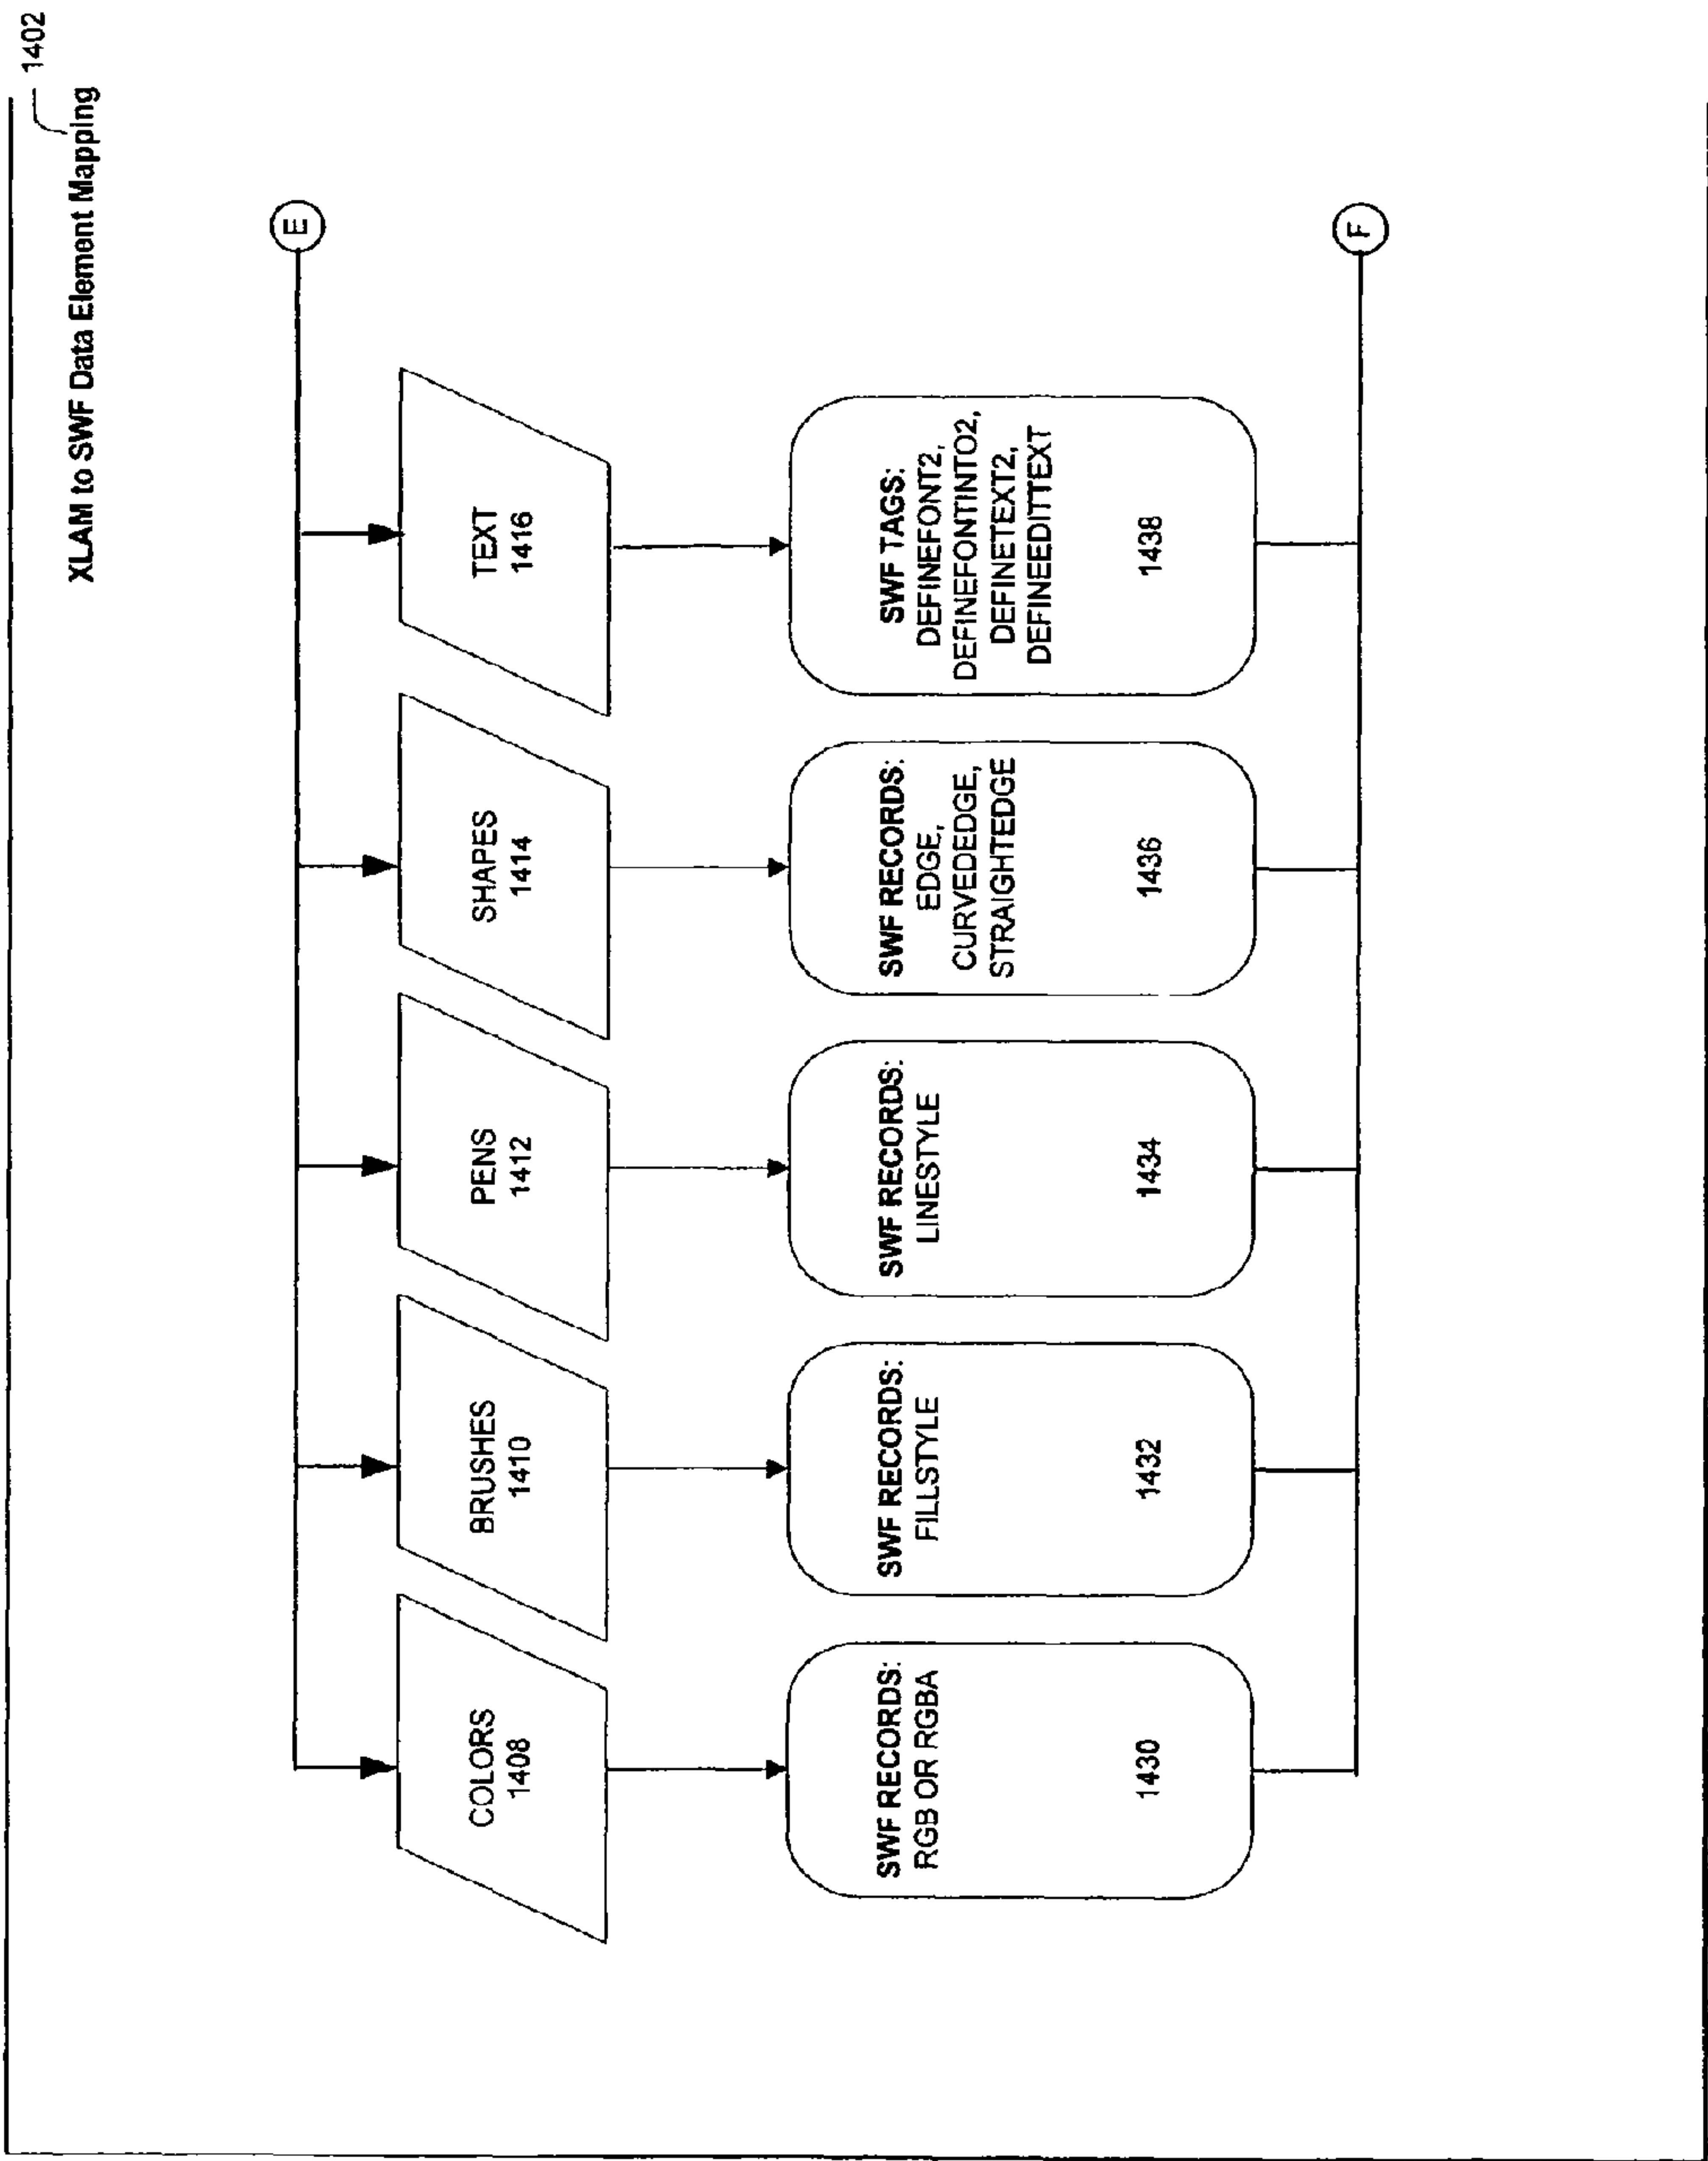 1402
XLAM to SWF Data Element Mapping
E
COLORS
1408
BRUSHES
1410
PENS
1412
SHAPES
1414
TEXT
1416
SWF RECORDS:
RGB OR RGBA
1430
SWF RECORDS:
FILLSTYLE
1432
SWF RECORDS:
LINESTYLE
1434
SWF RECORDS:
EDGE,
CURVEDEDGE,
STRAIGHTEDGE
1436
SWF TAGS:
DEFINEFONT2,
DEFINEFONTINTO2,
DEFINETEXT2,
DEFINEEDITTEXT
1438
F